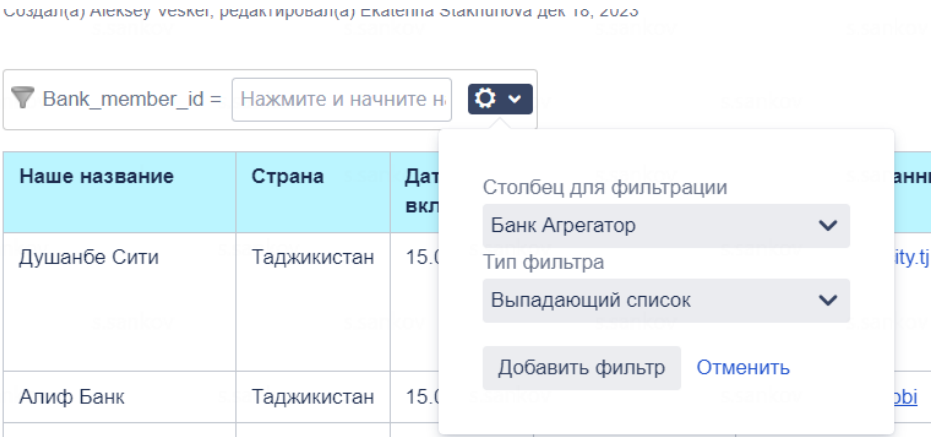 Создал(а) Aleksey Vesker, редактировал(а) Ekaterina Stakhunova дек 18, 2023
Bank_member_id = Нажмите и начните н
Наше название Страна Дат
вкл
анни
Столбец для фильтрации
Банк Агрегатор
Тип фильтра
Выпадающий список
Добавить фильтр Отменить
Душанбе Сити Таджикистан 15.0 ity.tj
Алиф Банк Таджикистан 15.0 obi